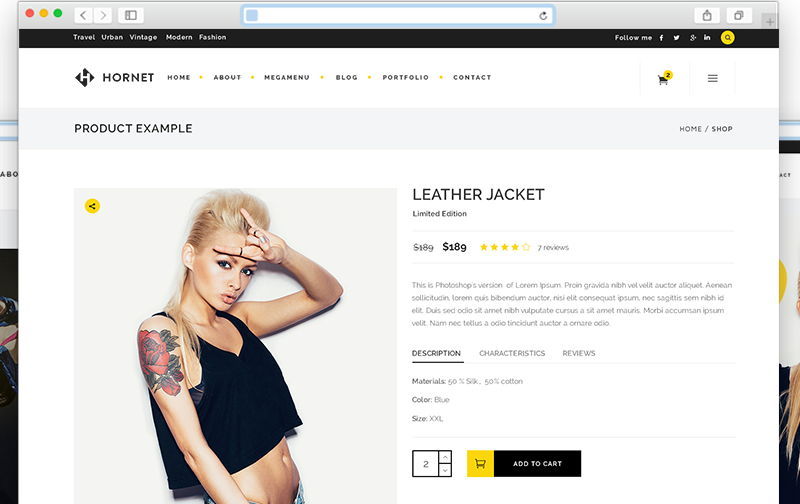 Travel Urban Vintage Modern Fashion
Follow me
HORNET
HOME ABOUT MEGAMENU BLOG PORTFOLIO CONTACT
2
PRODUCT EXAMPLE
HOME / SHOP
LEATHER JACKET
Limited Edition
$189 $189 7 reviews
This is Photoshop's version of Lorem Ipsum. Proin gravida nibh vel velit auctor aliquet. Aenean
sollicitudin, lorem quis bibendum auctor, nisi elit consequat ipsum, nec sagittis sem nibh id
elit. Duis sed odio sit amet nibh vulputate cursus a sit amet mauris. Morbi accumsan ipsum
velit. Nam nec tellus a odio tincidunt auctor a ornare odio.
DESCRIPTION CHARACTERISTICS REVIEWS
Materials: 50 % Silk , 50% cotton
Color: Blue
Size: XXL
2 ADD TO CART